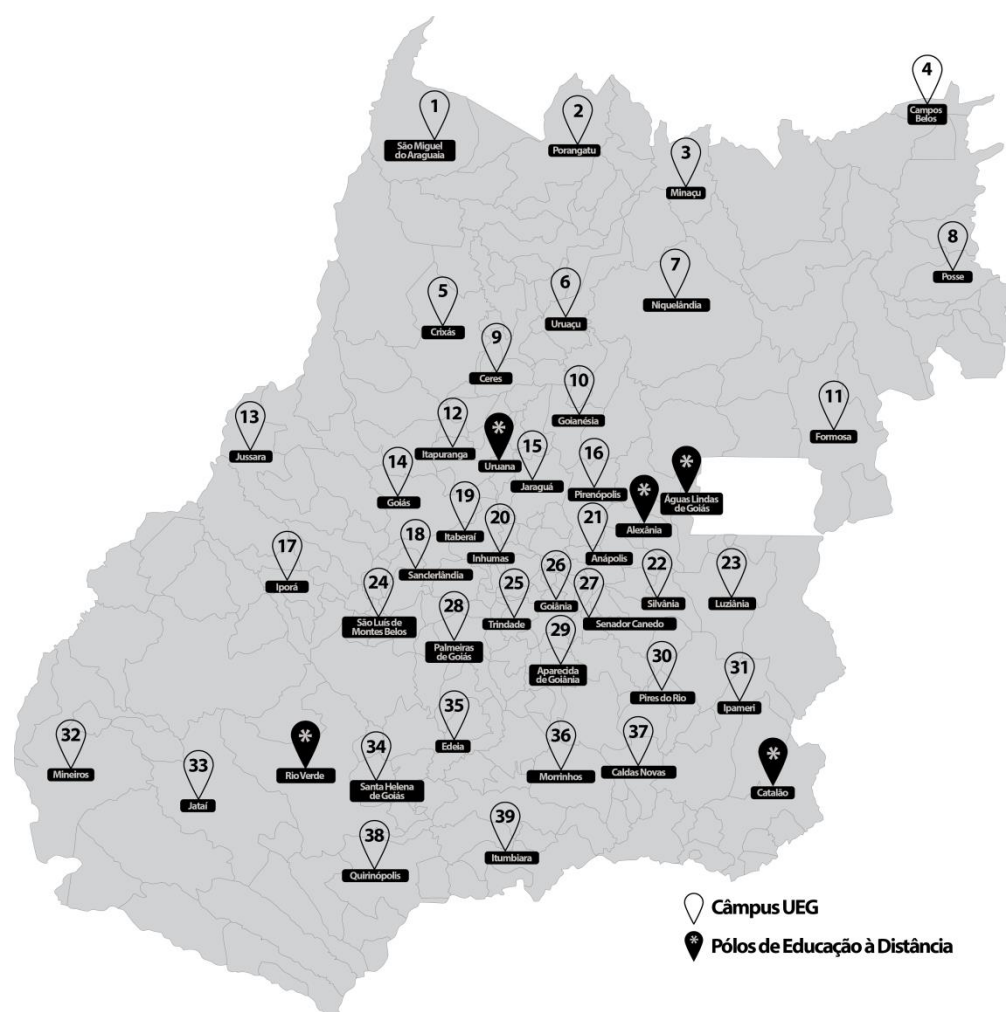 4
Campos
Belos
1
São Miguel
do Araguaia
2
Porangatu
3
Minaçu
8
Posse
7
Niquelândia
6
Uruaçu
5
Crixás
9
Ceres
10
Goianésia
11
Formosa
13
Jussara
12
Itapuranga
*
Uruana
15
Jaraguá
16
Pirenópolis
*
Águas Lindas
de Goiás
14
Goiás
*
Alexânia
19
Itaberaí
20
Inhumas
21
Anápolis
18
Sanclerlândia
17
Iporá
26
Goiânia
22
Silvânia
23
Luziânia
24
São Luís de
Montes Belos
25
Trindade
27
Senador Canedo
28
Palmeiras
de Goiás
29
Aparecida
de Goiânia
30
Pires do Rio
31
Ipameri
35
Edeia
32
Mineiros
*
Rio Verde
34
Santa Helena
de Goiás
36
Morrinhos
37
Caldas Novas
33
Jataí
*
Catalão
39
Itumbiara
38
Quirinópolis
Câmpus UEG
* Pólos de Educação à Distância